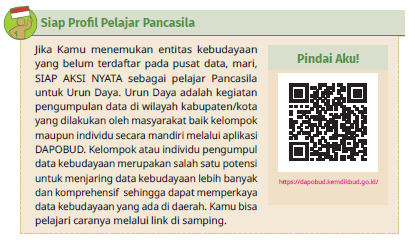 Siap Profil Pelajar Pancasila
Jika Kamu menemukan entitas kebudayaan
yang belum terdaftar pada pusat data, mari,
SIAP AKSI NYATA sebagai pelajar Pancasila
untuk Urun Daya. Urun Daya adalah kegiatan
pengumpulan data di wilayah kabupaten/kota
yang dilakukan oleh masyarakat baik kelompok
maupun individu secara mandiri melalui aplikasi
DAPOBUD. Kelompok atau individu pengumpul
data kebudayaan merupakan salah satu potensi
untuk menjaring data kebudayaan lebih banyak
dan komprehensif sehingga dapat memperkaya
data kebudayaan yang ada di daerah. Kamu bisa
pelajari caranya melalui link di samping.
Pindai Aku!
https://dapobud.kemdikbud.go.id/